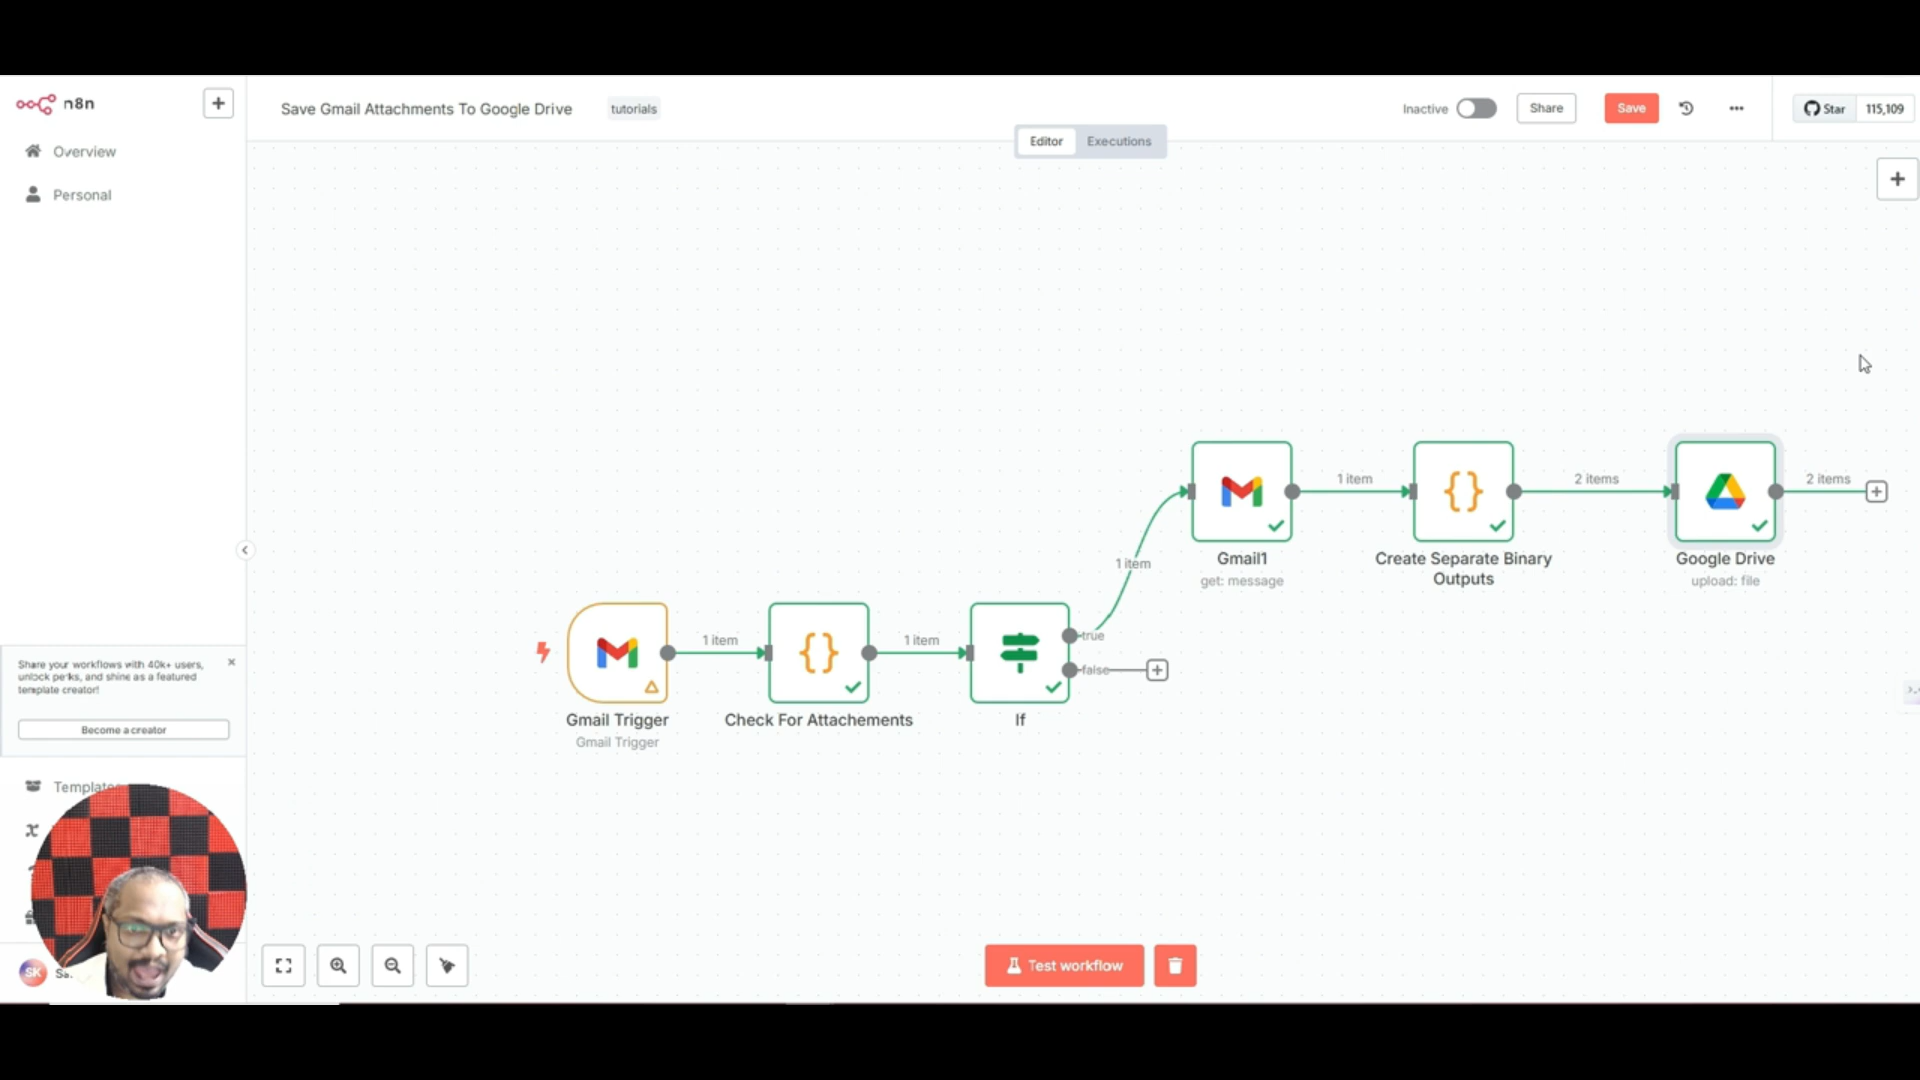 n8n
Save Gmail Attachments To Google Drive
tutorials
Inactive
Share
Save
Star
115,109
Editor
Executions
Overview
Personal
1 item
2 items
2 items
Gmail1
get: message
Create Separate Binary
Outputs
Google Drive
upload: file
1 item
1 item
1 item
true
false
Gmail Trigger
Gmail Trigger
Check For Attachements
If
Share your workflows with 40k+ users,
unlock perks, and shine as a featured
template creator!
Become a creator
SK
Test workflow